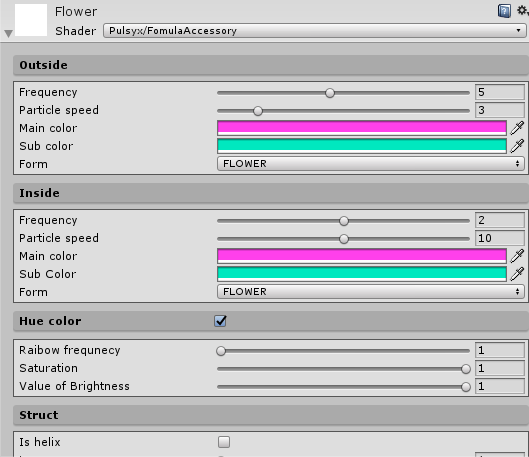 Flower
Shader Pulsyx/FomulaAccessory
Outside
Frequency 5
Particle speed 3
Main color
Sub color
Form FLOWER
Inside
Frequency 2
Particle speed 10
Main color
Sub Color
Form FLOWER
Hue color
Raibow frequnecy 1
Saturation 1
Value of Brightness 1
Struct
Is helix